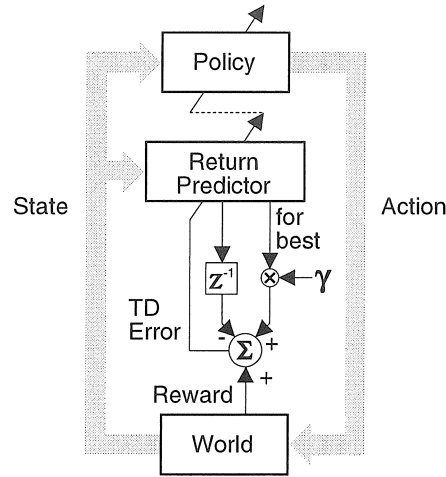 Policy
Return
Predictor
State
Action
for
best
Z⁻¹
× γ
TD
Error
- Σ +
+
Reward
World